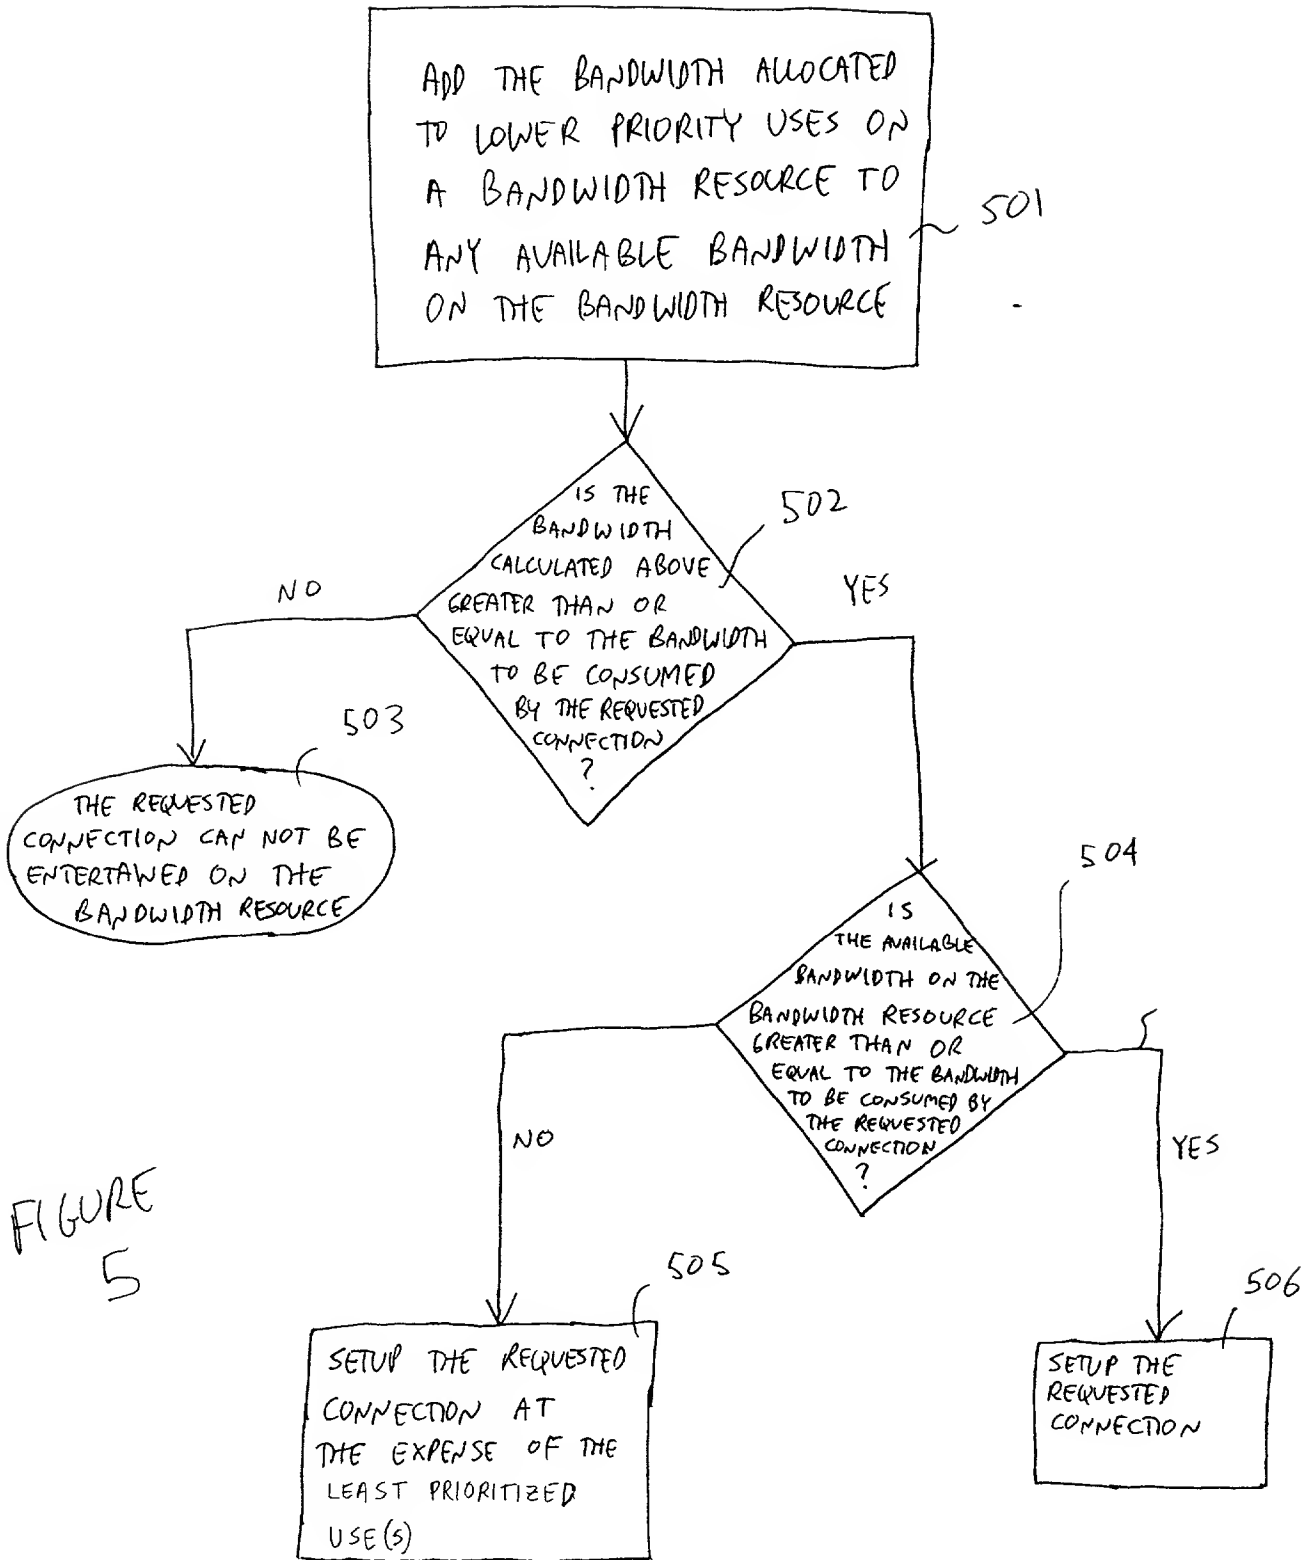 ADD THE BANDWIDTH ALLOCATED
TO LOWER PRIORITY USES ON
A BANDWIDTH RESOURCE TO
ANY AVAILABLE BANDWIDTH
ON THE BANDWIDTH RESOURCE
501
IS THE
BANDWIDTH
CALCULATED ABOVE
GREATER THAN OR
EQUAL TO THE BANDWIDTH
TO BE CONSUMED
BY THE REQUESTED
CONNECTION
?
502
NO
YES
503
THE REQUESTED
CONNECTION CAN NOT BE
ENTERTAINED ON THE
BANDWIDTH RESOURCE
504
IS
THE AVAILABLE
BANDWIDTH ON THE
BANDWIDTH RESOURCE
GREATER THAN OR
EQUAL TO THE BANDWIDTH
TO BE CONSUMED BY
THE REQUESTED
CONNECTION
?
NO
YES
FIGURE
5
505
SETUP THE REQUESTED
CONNECTION AT
THE EXPENSE OF THE
LEAST PRIORITIZED
USE(S)
506
SETUP THE
REQUESTED
CONNECTION